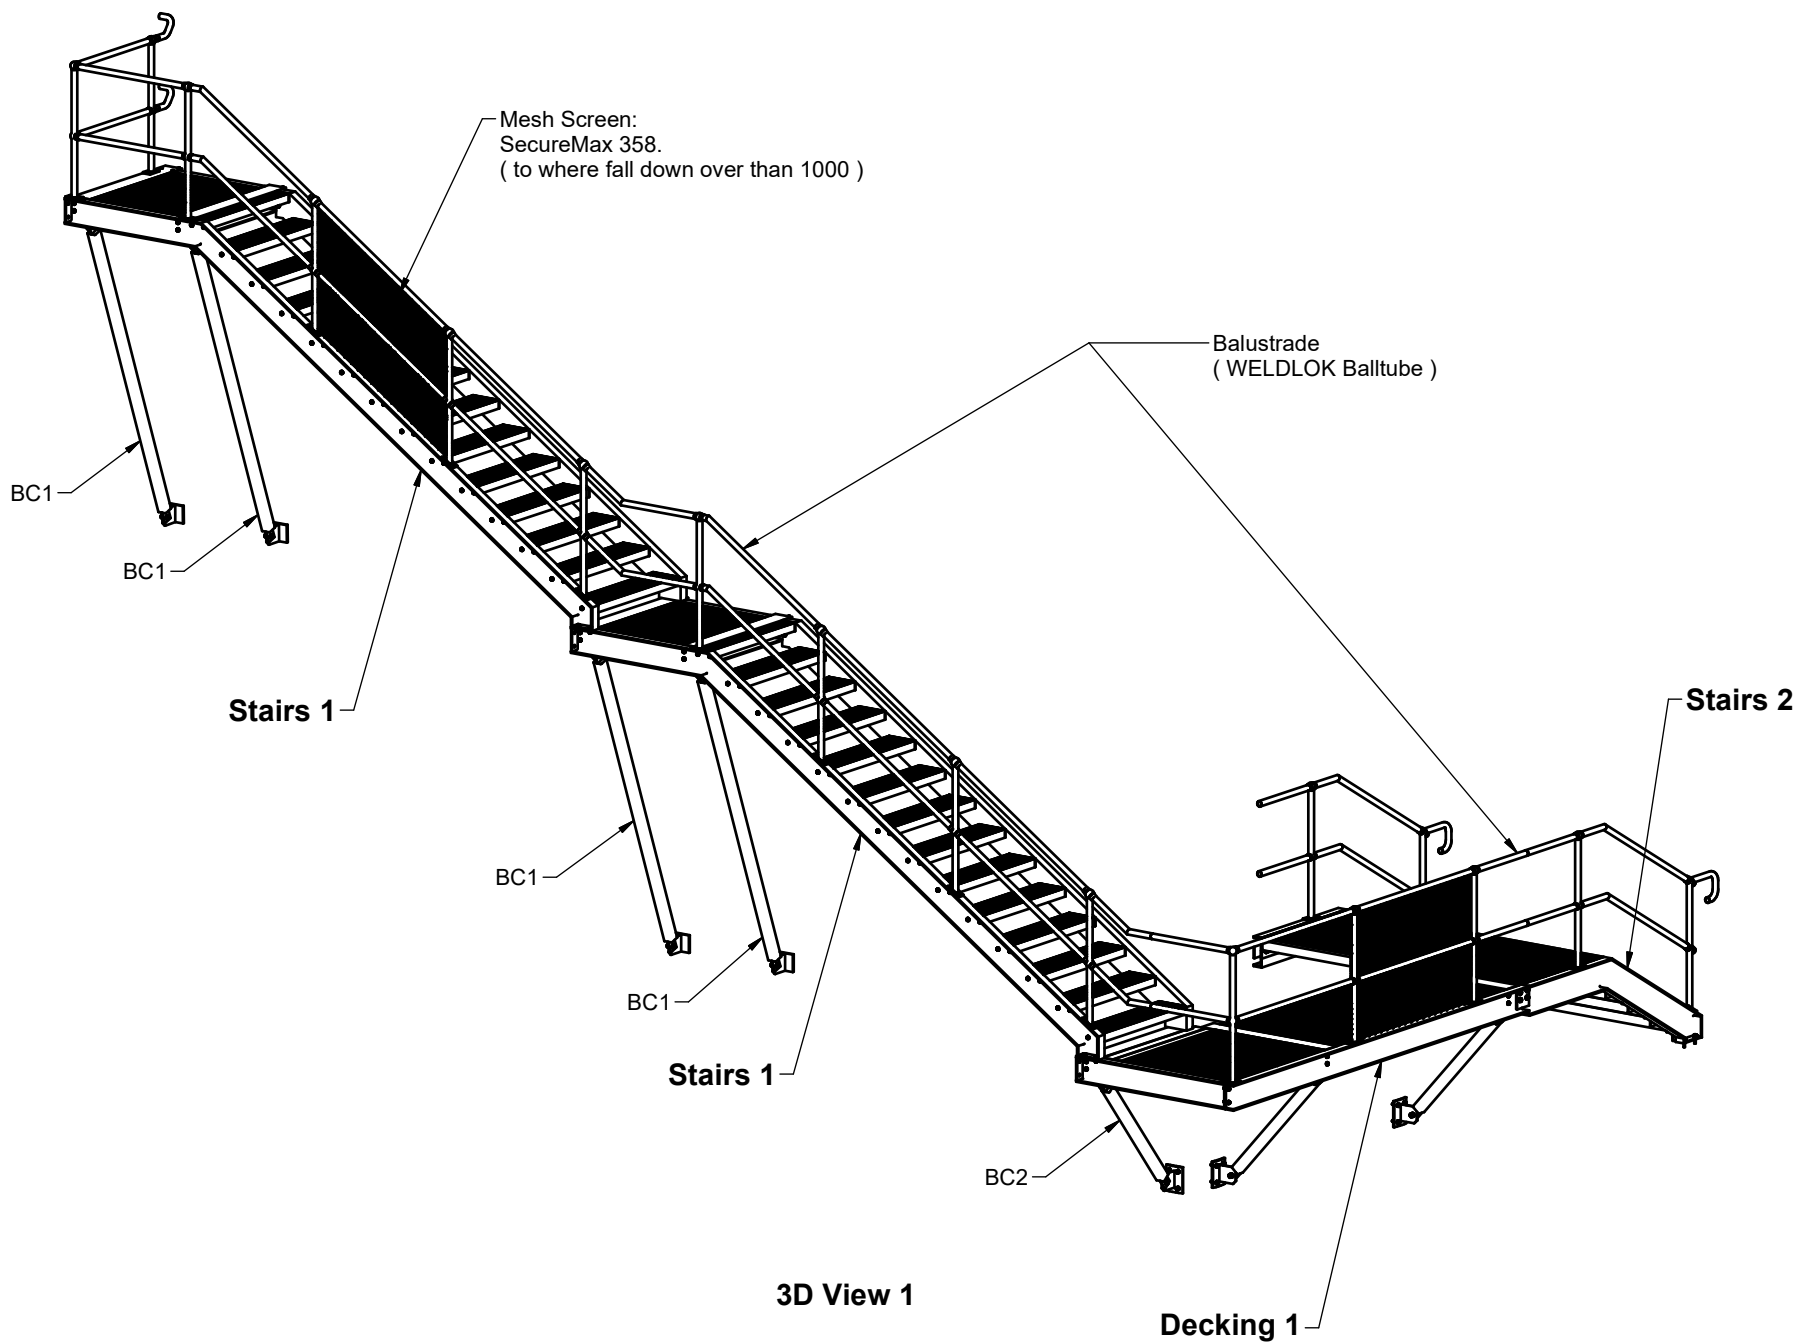 Mesh Screen:
SecureMax 358.
( to where fall down over than 1000 )
Balustrade
( WELDLOK Balltube )
BC1
BC1
Stairs 1
Stairs 2
BC1
BC1
Stairs 1
BC2
3D View 1
Decking 1